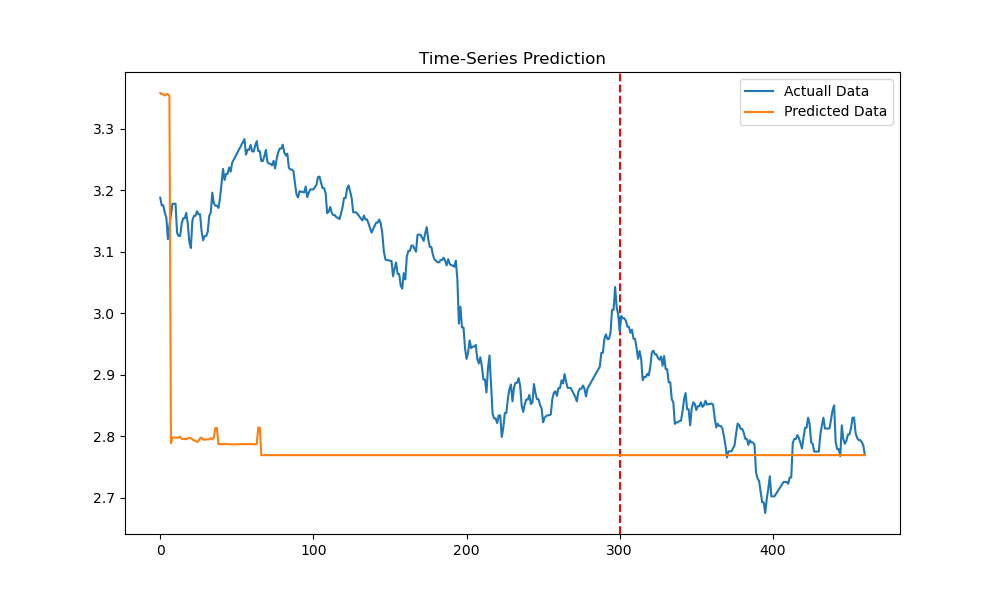 Time-Series Prediction
Actuall Data
Predicted Data
3.3
3.2
3.1
3.0
2.9
2.8
2.7
0 100 200 300 400